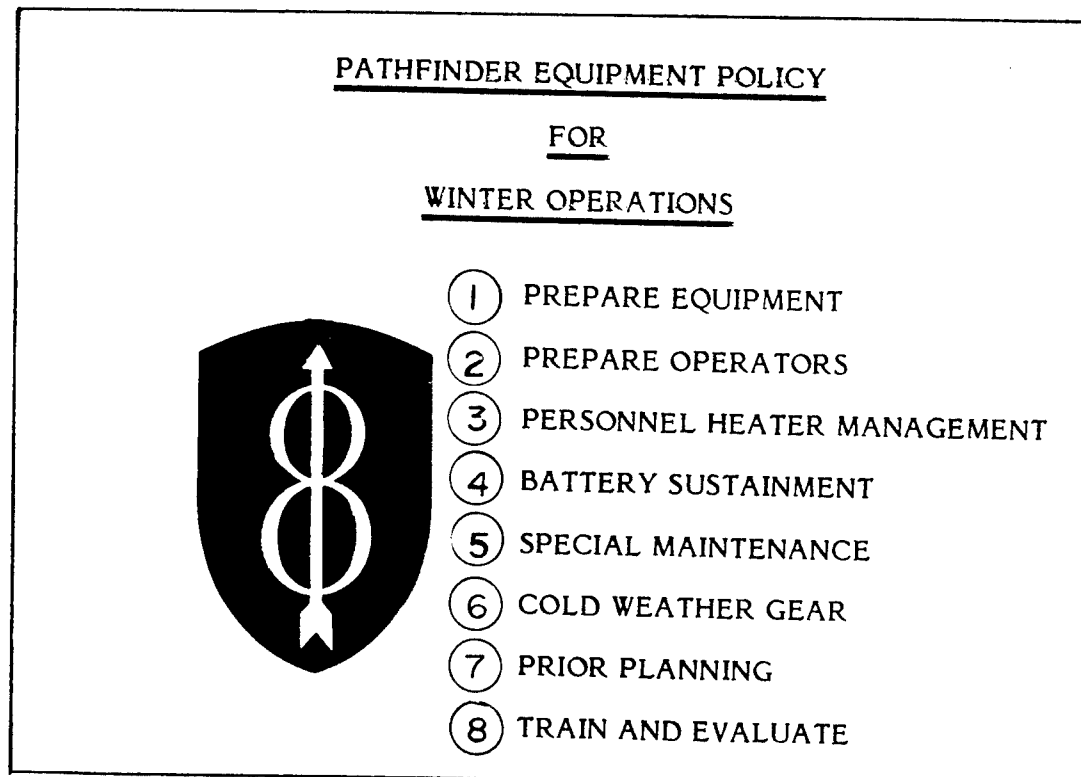 PATHFINDER EQUIPMENT POLICY
FOR
WINTER OPERATIONS
1 PREPARE EQUIPMENT
2 PREPARE OPERATORS
3 PERSONNEL HEATER MANAGEMENT
4 BATTERY SUSTAINMENT
5 SPECIAL MAINTENANCE
6 COLD WEATHER GEAR
7 PRIOR PLANNING
8 TRAIN AND EVALUATE
8